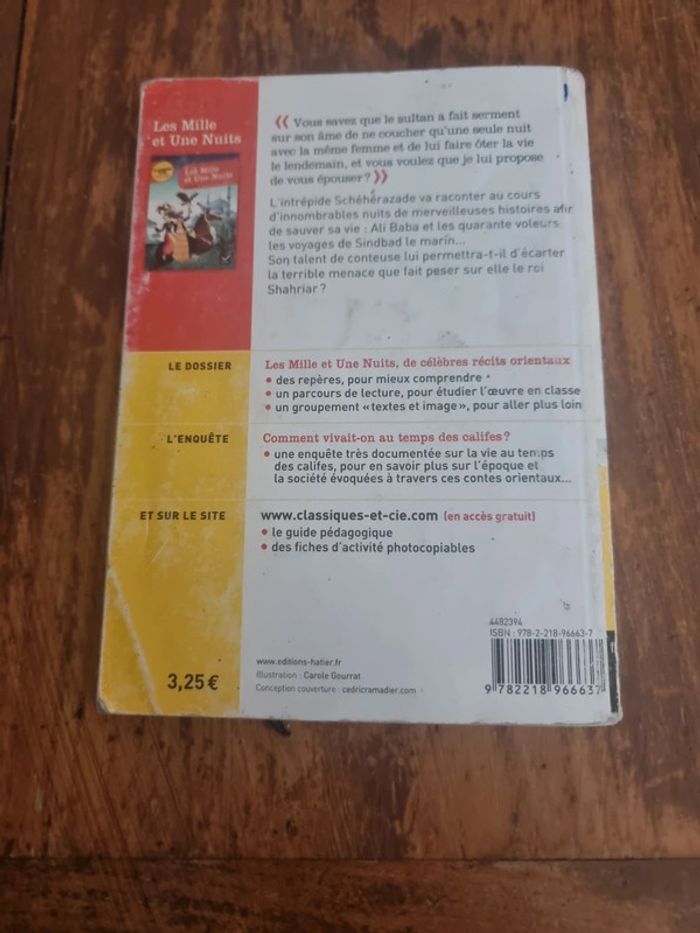 Les Mille
et Une Nuits
Les Mille
et Une Nuits
« Vous savez que le sultan a fait serment
sur son âme de ne coucher qu'une seule nuit
avec la même femme et de lui faire ôter la vie
le lendemain, et vous voulez que je lui propose
de vous épouser ? »
L'intrépide Schéhérazade va raconter au cours
d'innombrables nuits de merveilleuses histoires afin
de sauver sa vie : Ali Baba et les quarante voleurs
les voyages de Sindbad le marin...
Son talent de conteuse lui permettra-t-il d'écarter
la terrible menace que fait peser sur elle le roi
Shahriar ?
LE DOSSIER
Les Mille et Une Nuits, de célèbres récits orientaux
• des repères, pour mieux comprendre
• un parcours de lecture, pour étudier l'œuvre en classe
• un groupement « textes et image », pour aller plus loin
L'ENQUÊTE
Comment vivait-on au temps des califes ?
• une enquête très documentée sur la vie au temps
des califes, pour en savoir plus sur l'époque et
la société évoquées à travers ces contes orientaux...
ET SUR LE SITE
www.classiques-et-cie.com (en accès gratuit)
• le guide pédagogique
• des fiches d'activité photocopiables
3,25 €
www.editions-hatier.fr
Illustration : Carole Gourrat
Conception couverture : cedricramadier.com
4482394
ISBN : 978-2-218-96663-7
9 782218 966637